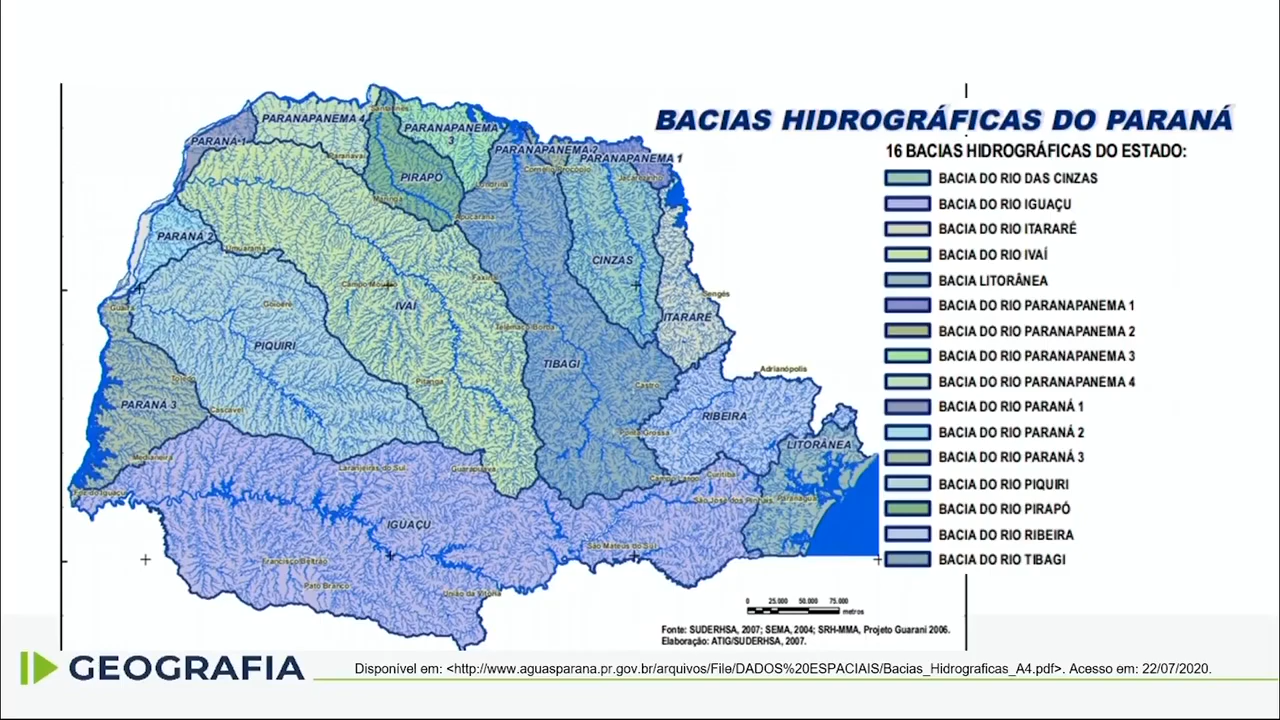 BACIAS HIDROGRÁFICAS DO PARANÁ
16 BACIAS HIDROGRÁFICAS DO ESTADO:
BACIA DO RIO DAS CINZAS
BACIA DO RIO IGUAÇU
BACIA DO RIO ITARARÉ
BACIA DO RIO IVAÍ
BACIA LITORÂNEA
BACIA DO RIO PARANAPANEMA 1
BACIA DO RIO PARANAPANEMA 2
BACIA DO RIO PARANAPANEMA 3
BACIA DO RIO PARANAPANEMA 4
BACIA DO RIO PARANÁ 1
BACIA DO RIO PARANÁ 2
BACIA DO RIO PARANÁ 3
BACIA DO RIO PIQUIRI
BACIA DO RIO PIRAPÓ
BACIA DO RIO RIBEIRA
BACIA DO RIO TIBAGI
PARANAPANEMA 4
PARANAPANEMA
3
PARANÁ 1
PARANAPANEMA 2
PARANAPANEMA 1
Paranavaí
Cornélio Procópio
Jacarezinho
PIRAPÓ
Londrina
Maringá
Apucarana
PARANÁ 2
Umuarama
CINZAS
Faxinal
Campo Mourão
Sengés
Guaíra
Goioerê
IVAÍ
ITARARÉ
Telêmaco Borba
PIQUIRI
TIBAGI
Adrianópolis
Toledo
Pitanga
Castro
PARANÁ 3
Cascavel
RIBEIRA
Ponta Grossa
LITORÂNEA
Medianeira
Laranjeiras do Sul
Guarapuava
Campo Largo
Curitiba
Foz do Iguaçu
São José dos Pinhais
Paranaguá
IGUAÇU
São Mateus do Sul
Francisco Beltrão
Pato Branco
União da Vitória
0 25.000 50.000 75.000
metros
Fonte: SUDERHSA, 2007; SEMA, 2004; SRH-MMA, Projeto Guarani 2006.
Elaboração: ATIG/SUDERHSA, 2007.
GEOGRAFIA
Disponível em: <http://www.aguasparana.pr.gov.br/arquivos/File/DADOS%20ESPACIAIS/Bacias_Hidrograficas_A4.pdf>. Acesso em: 22/07/2020.